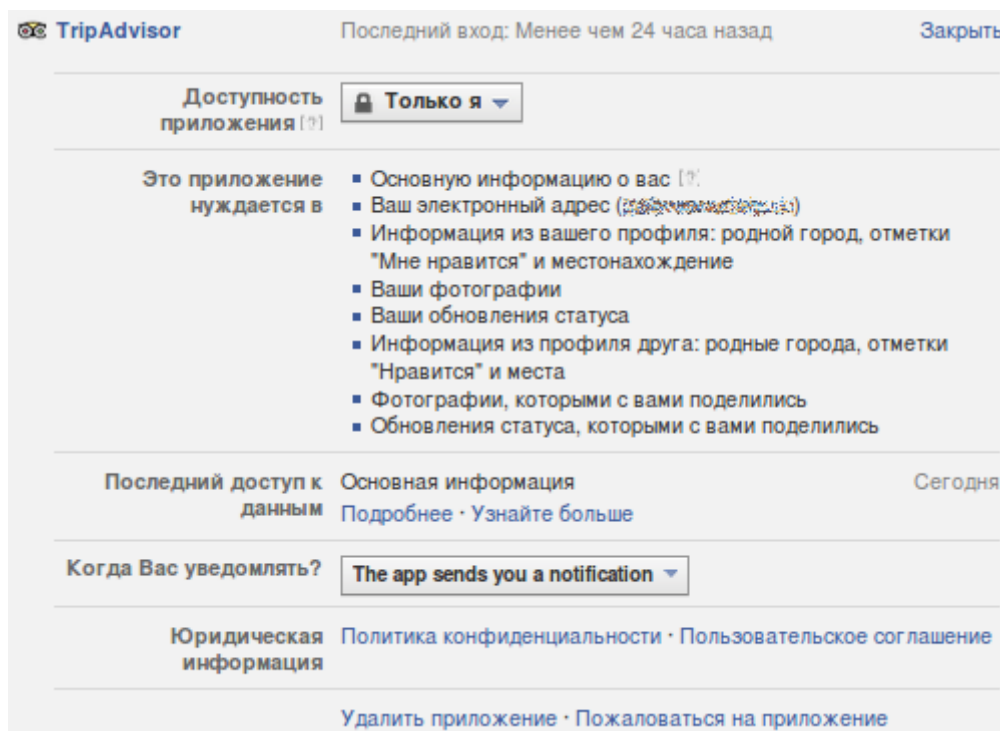 TripAdvisor Последний вход: Менее чем 24 часа назад Закрыть
Доступность приложения [?] Только я
Это приложение нуждается в
Основную информацию о вас [?]
Ваш электронный адрес ()
Информация из вашего профиля: родной город, отметки
"Мне нравится" и местонахождение
Ваши фотографии
Ваши обновления статуса
Информация из профиля друга: родные города, отметки
"Нравится" и места
Фотографии, которыми с вами поделились
Обновления статуса, которыми с вами поделились
Последний доступ к данным
Основная информация Сегодня
Подробнее · Узнайте больше
Когда Вас уведомлять? The app sends you a notification
Юридическая информация
Политика конфиденциальности · Пользовательское соглашение
Удалить приложение · Пожаловаться на приложение